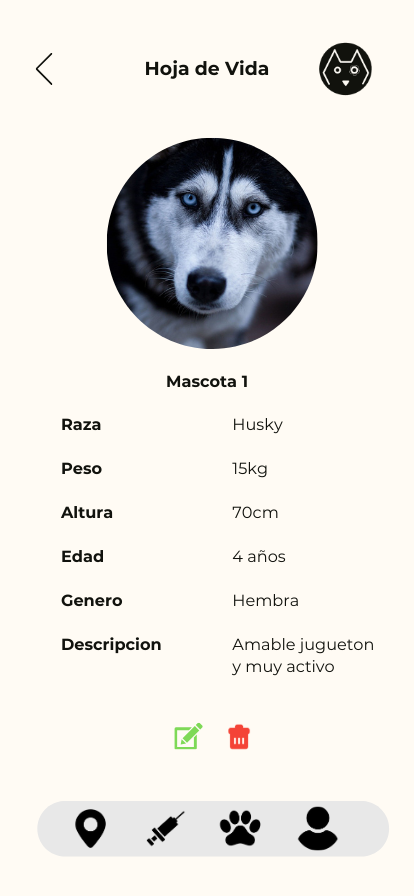 Hoja de Vida
Mascota 1
Raza Husky
Peso 15kg
Altura 70cm
Edad 4 años
Genero Hembra
Descripcion Amable jugueton
y muy activo